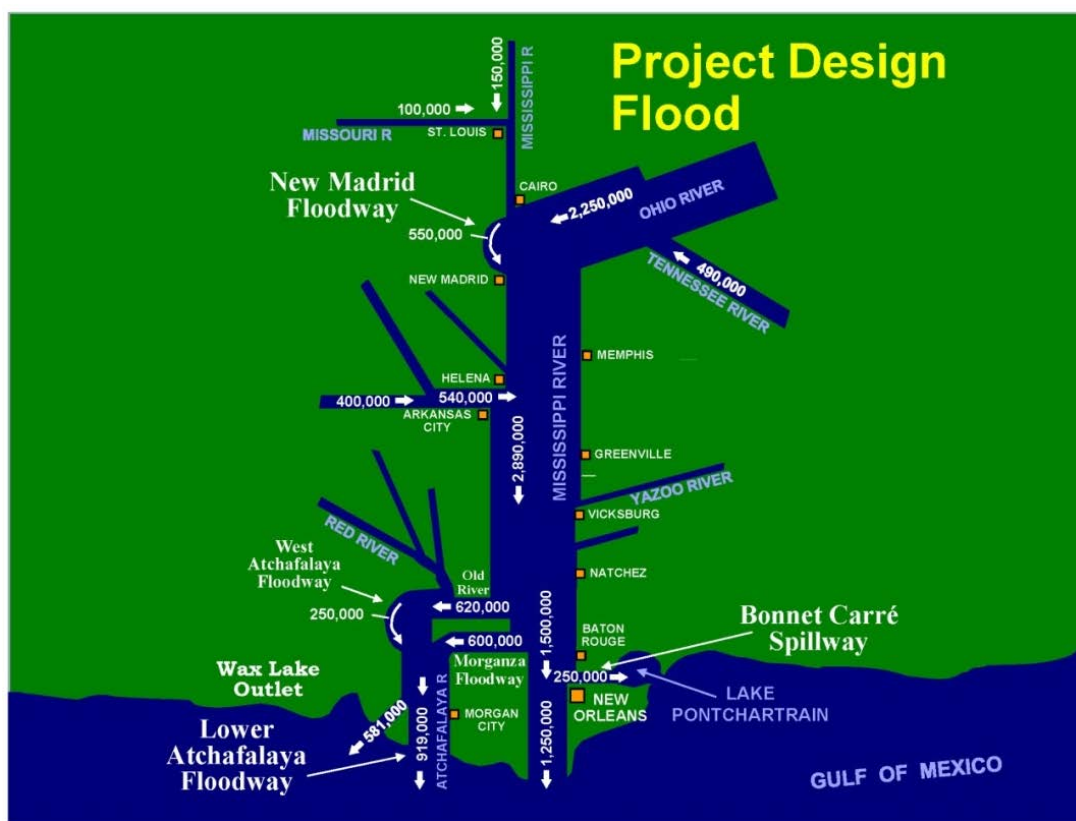 Project Design
Flood
150,000
MISSISSIPPI R
100,000
MISSOURI R
ST. LOUIS
New Madrid
Floodway
CAIRO
2,250,000
OHIO RIVER
550,000
490,000
TENNESSEE RIVER
NEW MADRID
MISSISSIPPI RIVER
MEMPHIS
HELENA
400,000
540,000
ARKANSAS
CITY
2,890,000
GREENVILLE
YAZOO RIVER
VICKSBURG
RED RIVER
West
Atchafalaya
Floodway
250,000
Old
River
620,000
NATCHEZ
600,000
1,500,000
BATON
ROUGE
Bonnet Carré
Spillway
Morganza
Floodway
250,000
Wax Lake
Outlet
NEW
ORLEANS
LAKE
PONTCHARTRAIN
581,000
919,000
ATCHAFALAYA R
MORGAN
CITY
1,250,000
Lower
Atchafalaya
Floodway
GULF OF MEXICO